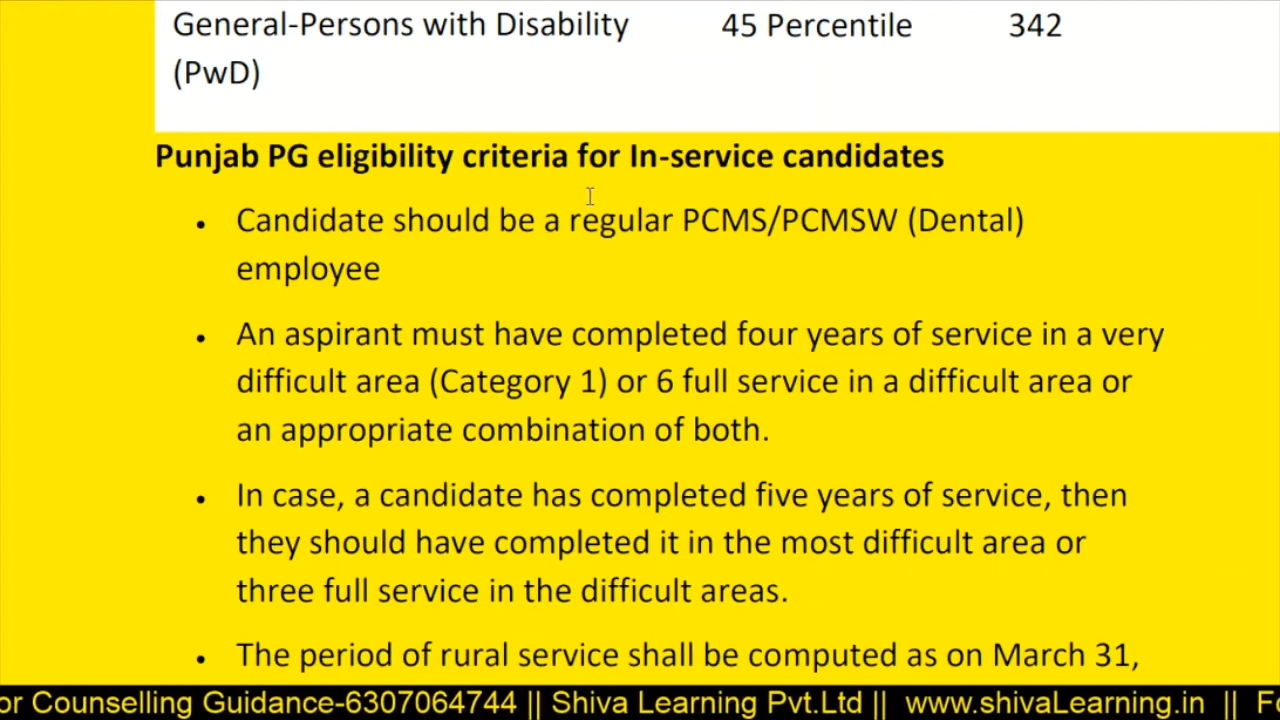 General-Persons with Disability 45 Percentile 342
(PwD)
Punjab PG eligibility criteria for In-service candidates
• Candidate should be a regular PCMS/PCMSW (Dental)
employee
• An aspirant must have completed four years of service in a very
difficult area (Category 1) or 6 full service in a difficult area or
an appropriate combination of both.
• In case, a candidate has completed five years of service, then
they should have completed it in the most difficult area or
three full service in the difficult areas.
• The period of rural service shall be computed as on March 31,
or Counselling Guidance-6307064744 || Shiva Learning Pvt.Ltd || www.shivaLearning.in || F